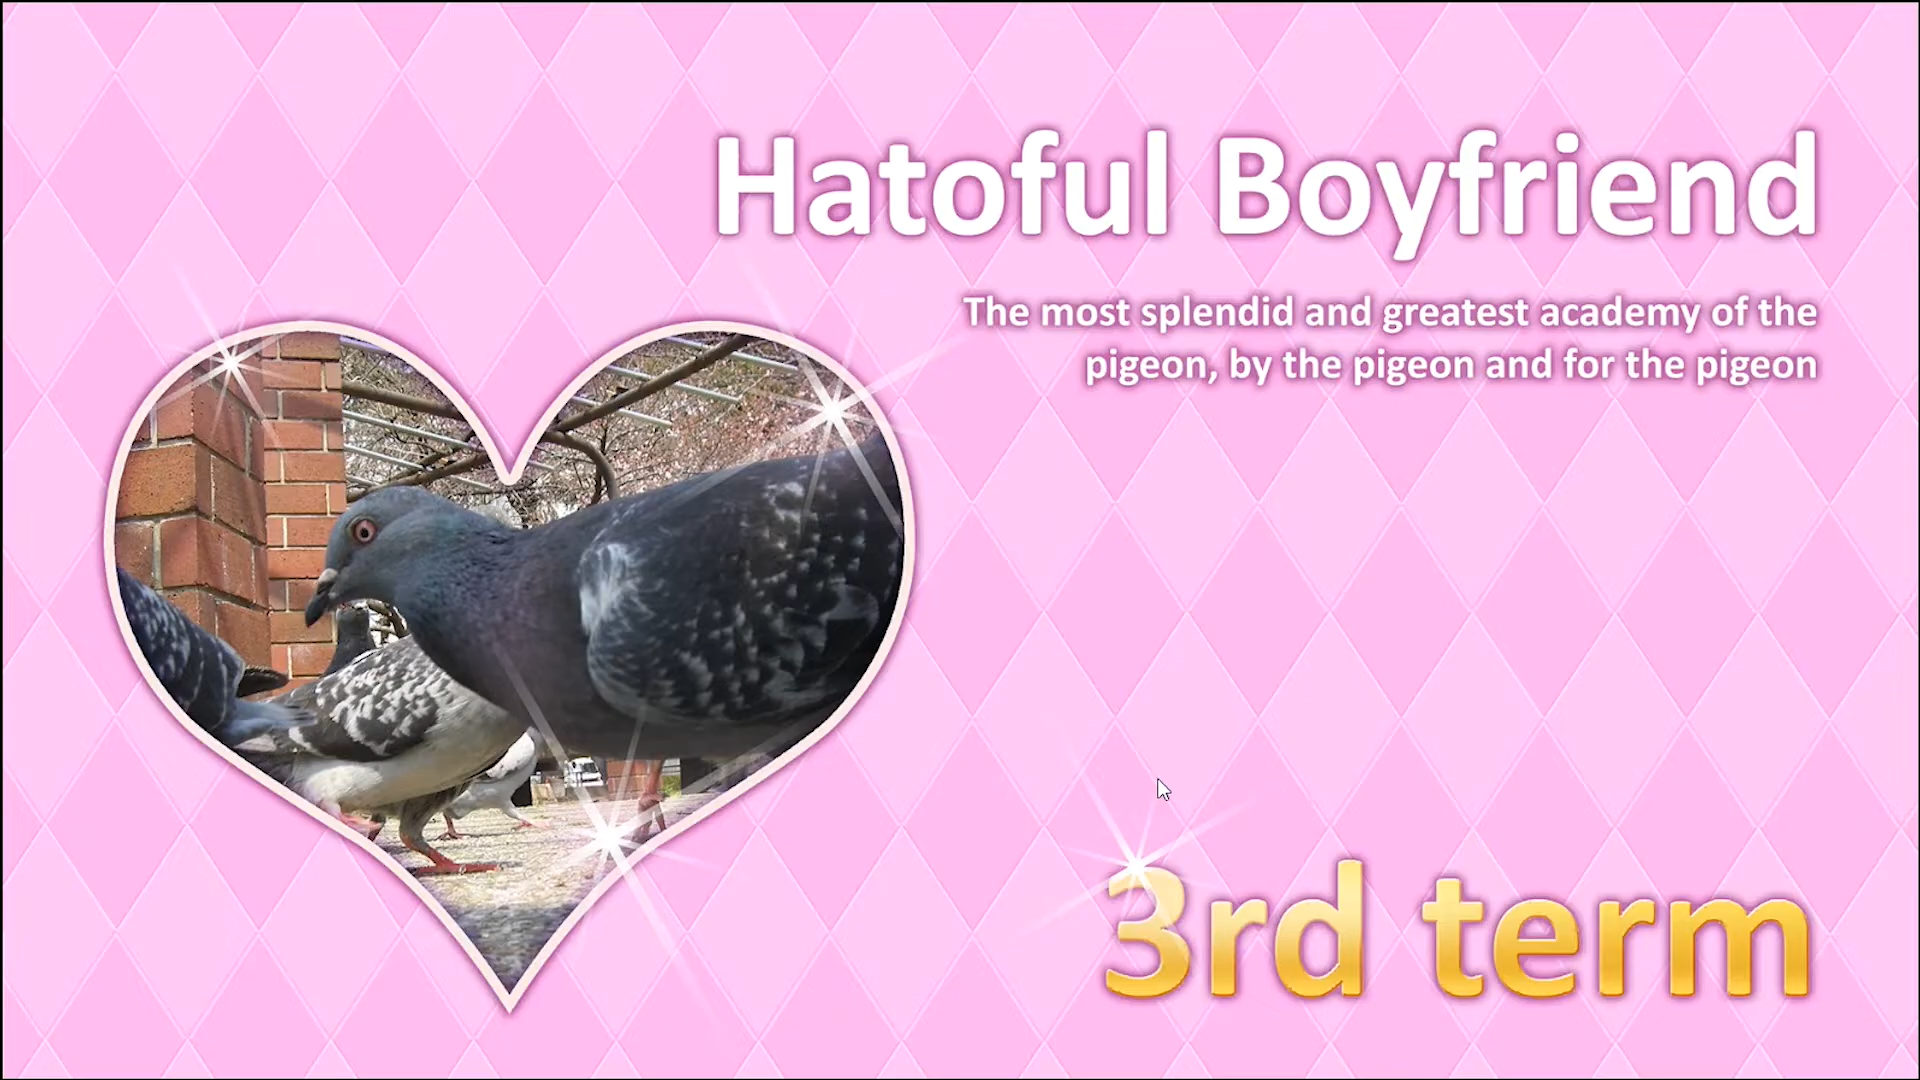 Hatoful Boyfriend
The most splendid and greatest academy of the
pigeon, by the pigeon and for the pigeon
3rd term